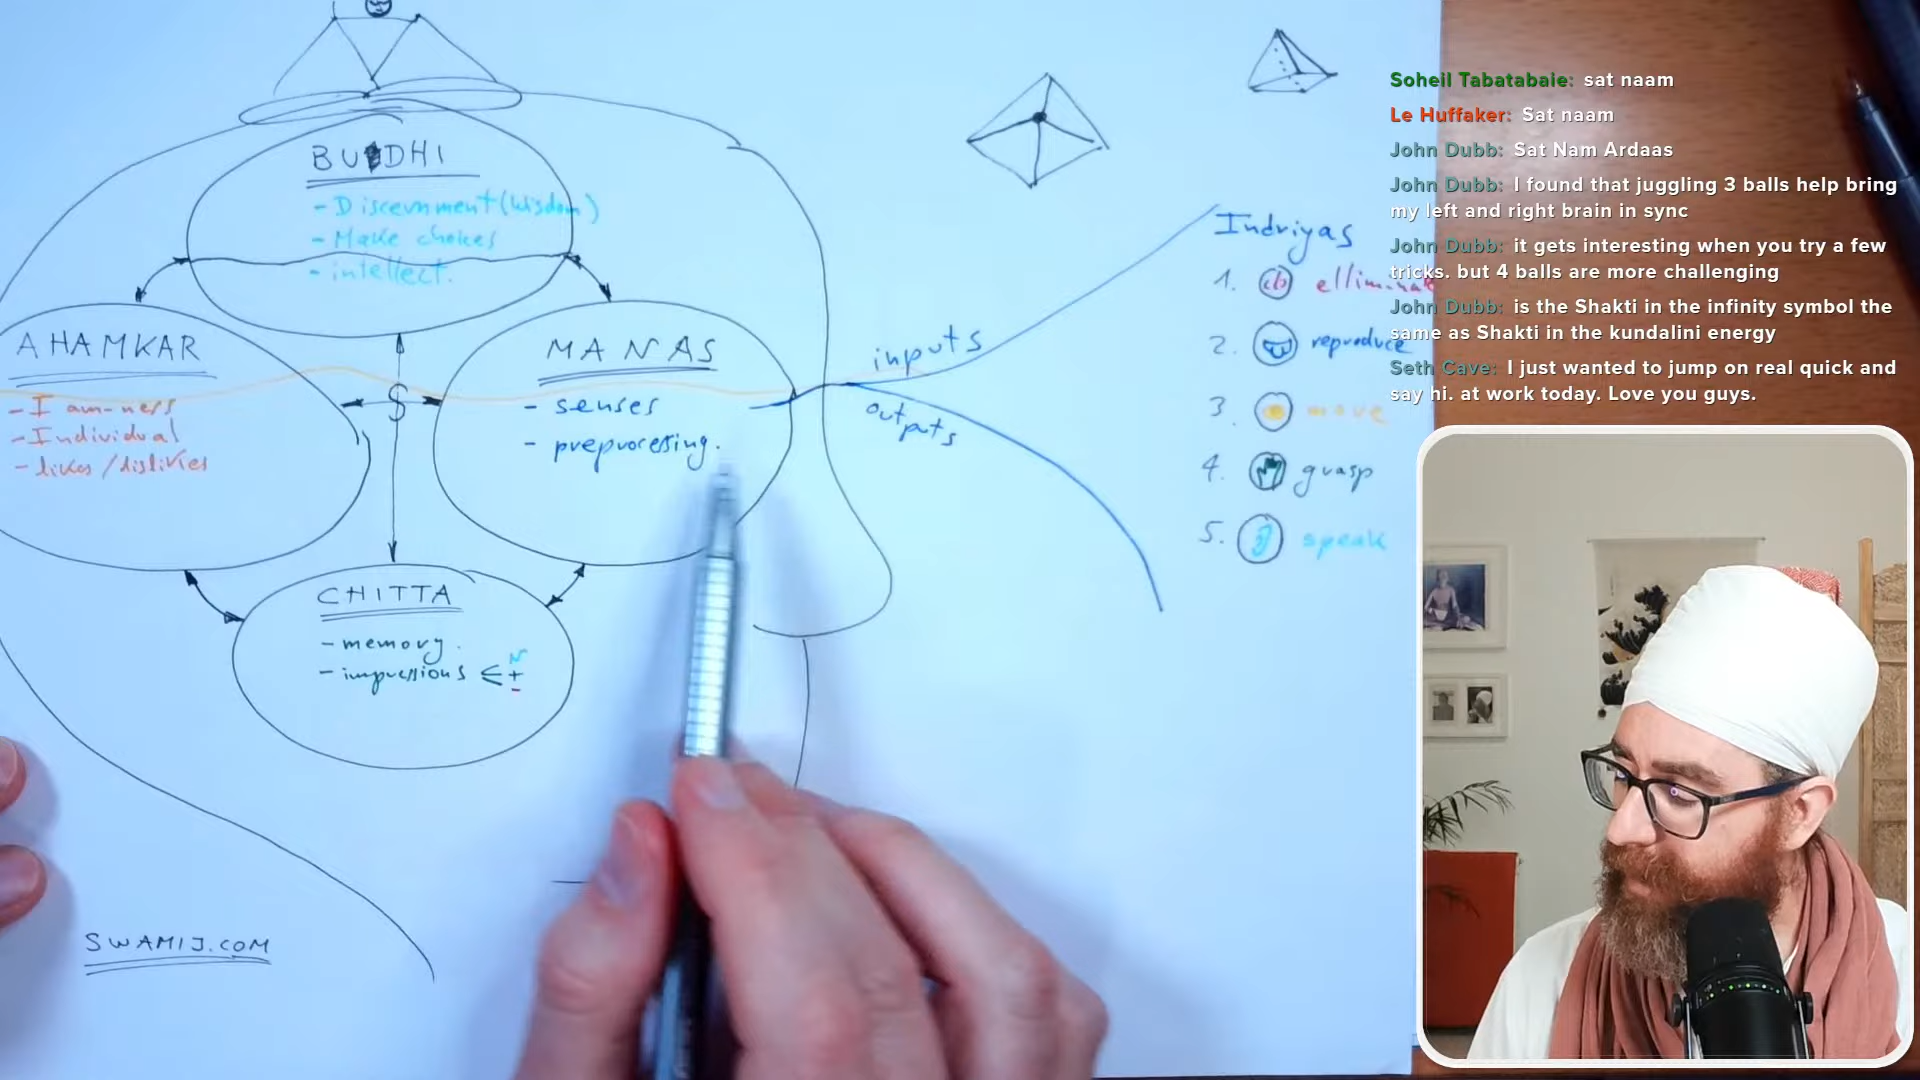 BUDDHI
- Discernment (wisdom)
- Make choices
- intellect.
AHAMKAR
- I am-ness
- Individual
- likes / dislikes
MANAS
- senses
- preprocessing.
CHITTA
- memory.
- impressions < N
+
-
$
inputs
outputs
Indriyas
1. elliminat
2. reproduce
3. move
4. grasp
5. speak
SWAMIJ.COM
Soheil Tabatabaie: sat naam
Le Huffaker: Sat naam
John Dubb: Sat Nam Ardaas
John Dubb: I found that juggling 3 balls help bring
my left and right brain in sync
John Dubb: it gets interesting when you try a few
tricks. but 4 balls are more challenging
John Dubb: is the Shakti in the infinity symbol the
same as Shakti in the kundalini energy
Seth Cave: I just wanted to jump on real quick and
say hi. at work today. Love you guys.